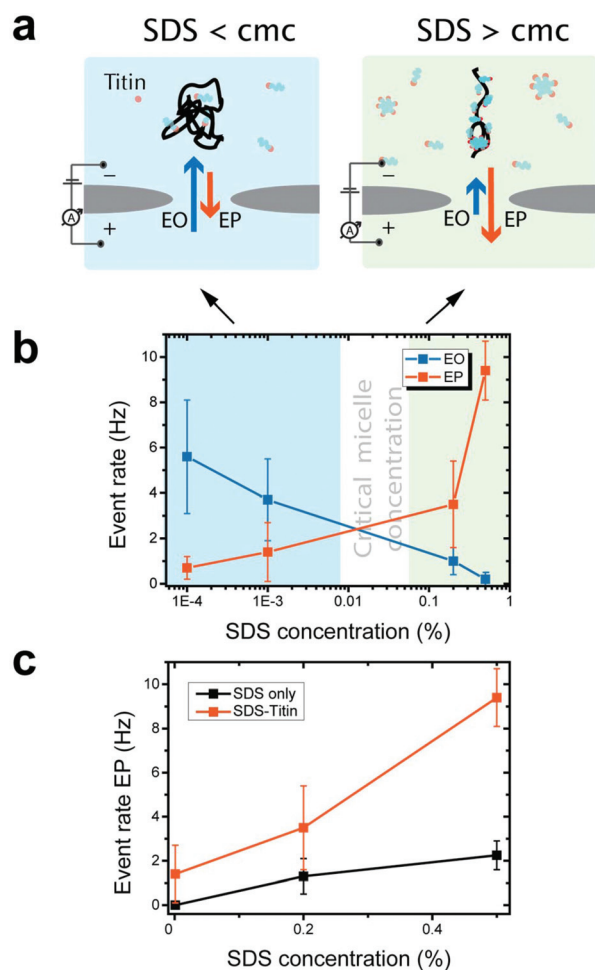 a
SDS < cmc
SDS > cmc
Titin
−
+
A
EO
EP
−
+
A
EO
EP
b
10
8
6
4
2
0
Event rate (Hz)
EO
EP
Critical micelle
concentration
1E-4
1E-3
0.01
0.1
1
SDS concentration (%)
c
10
8
6
4
2
0
Event rate EP (Hz)
SDS only
SDS-Titin
0
0.2
0.4
SDS concentration (%)